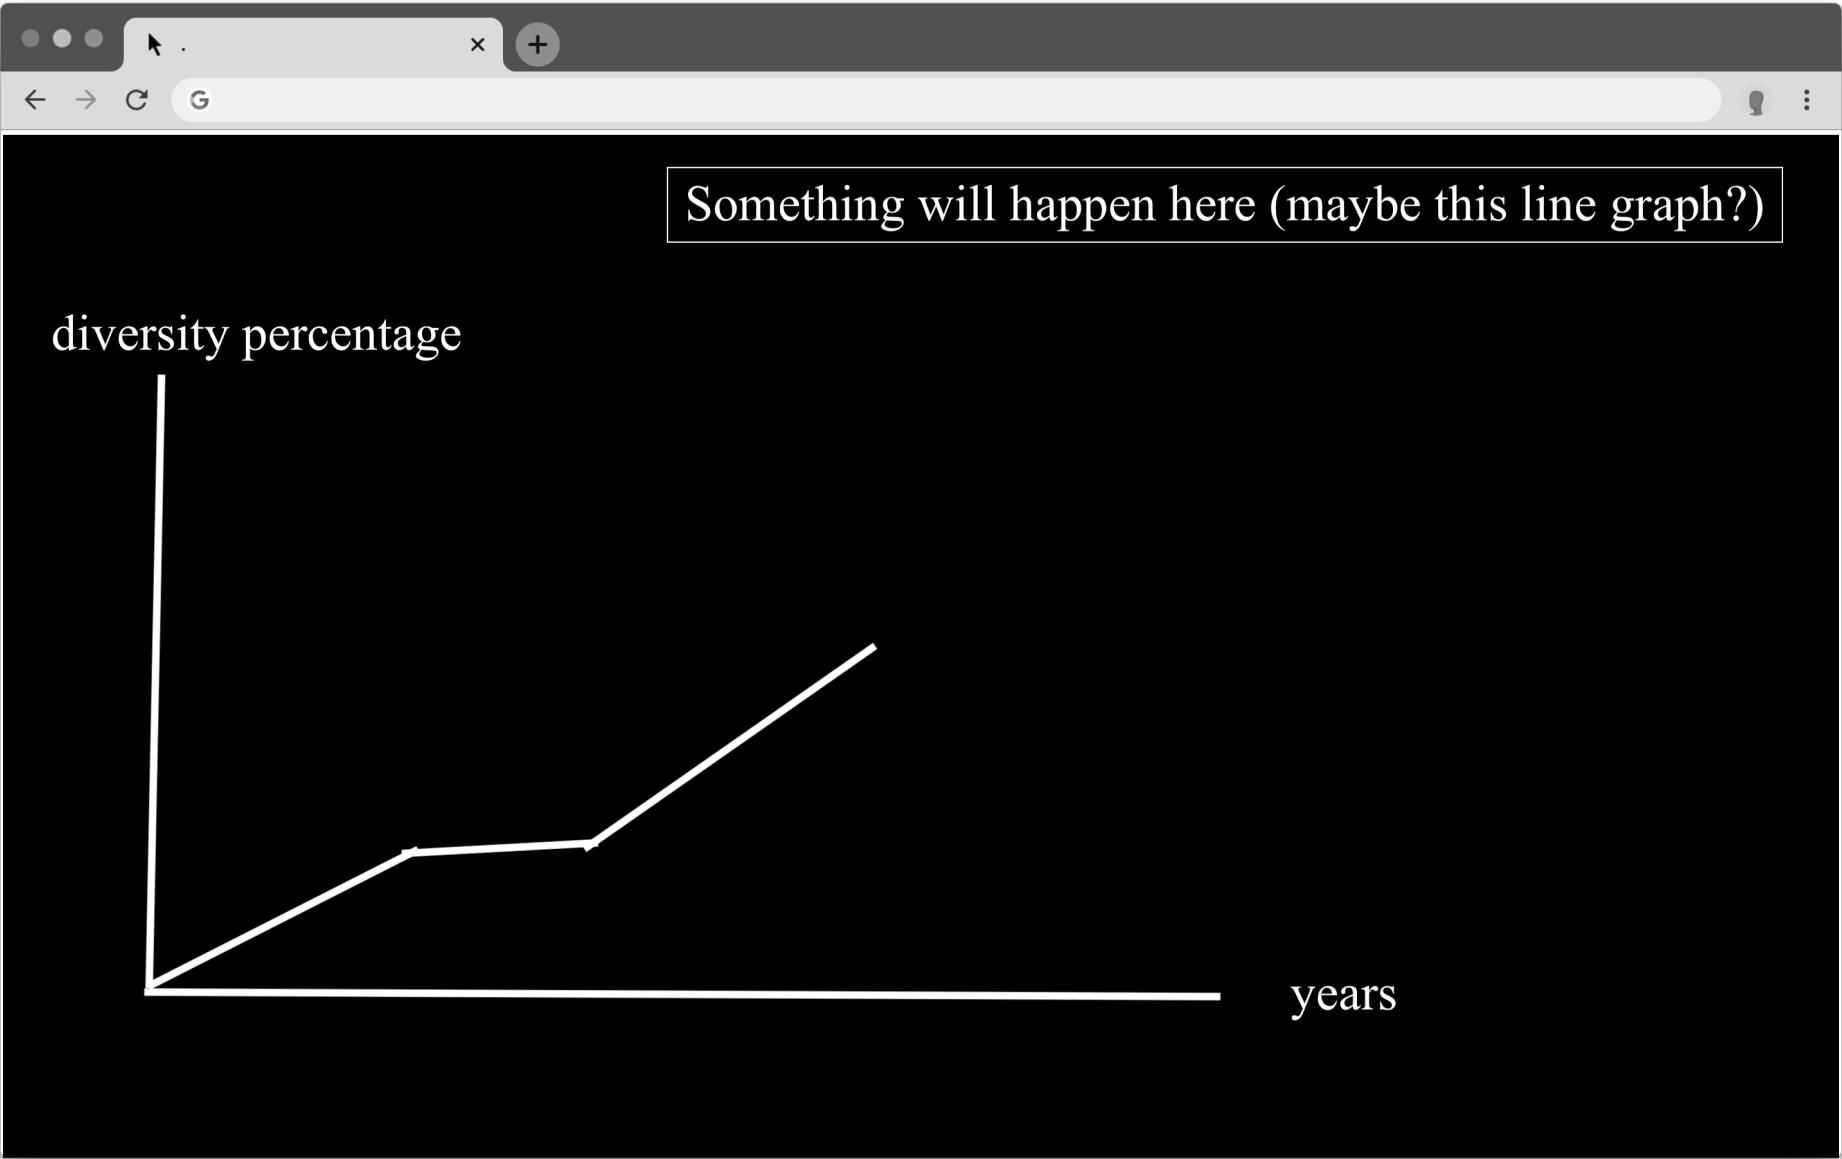 .
Something will happen here (maybe this line graph?)
diversity percentage
years